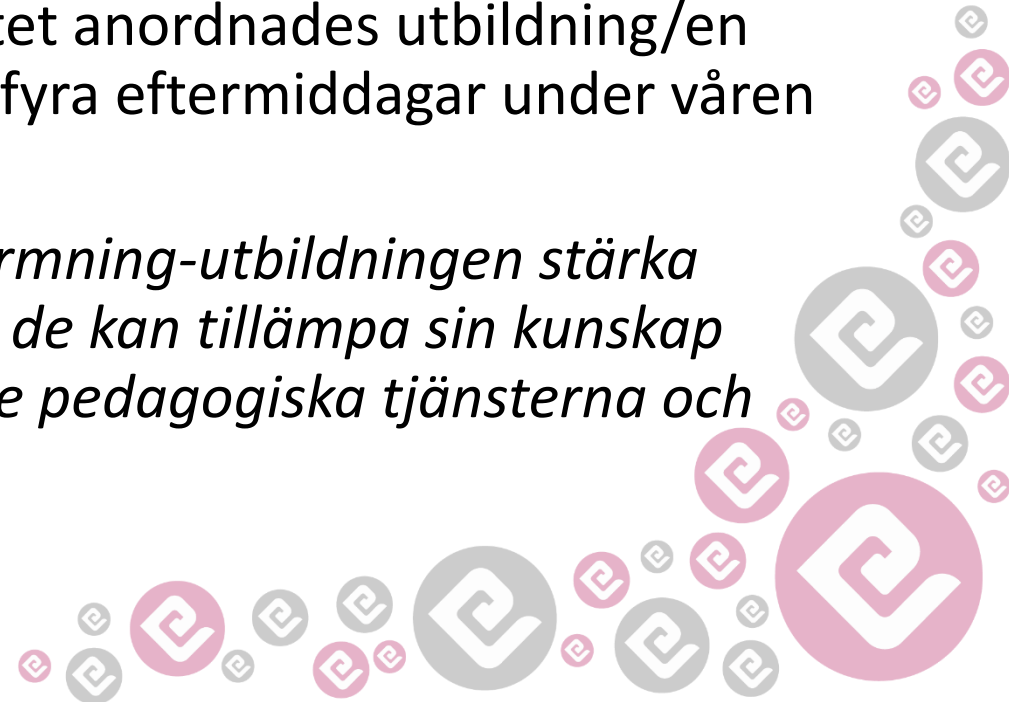 tet anordnades utbildning/en
fyra eftermiddagar under våren
rmning-utbildningen stärka
de kan tillämpa sin kunskap
e pedagogiska tjänsterna och